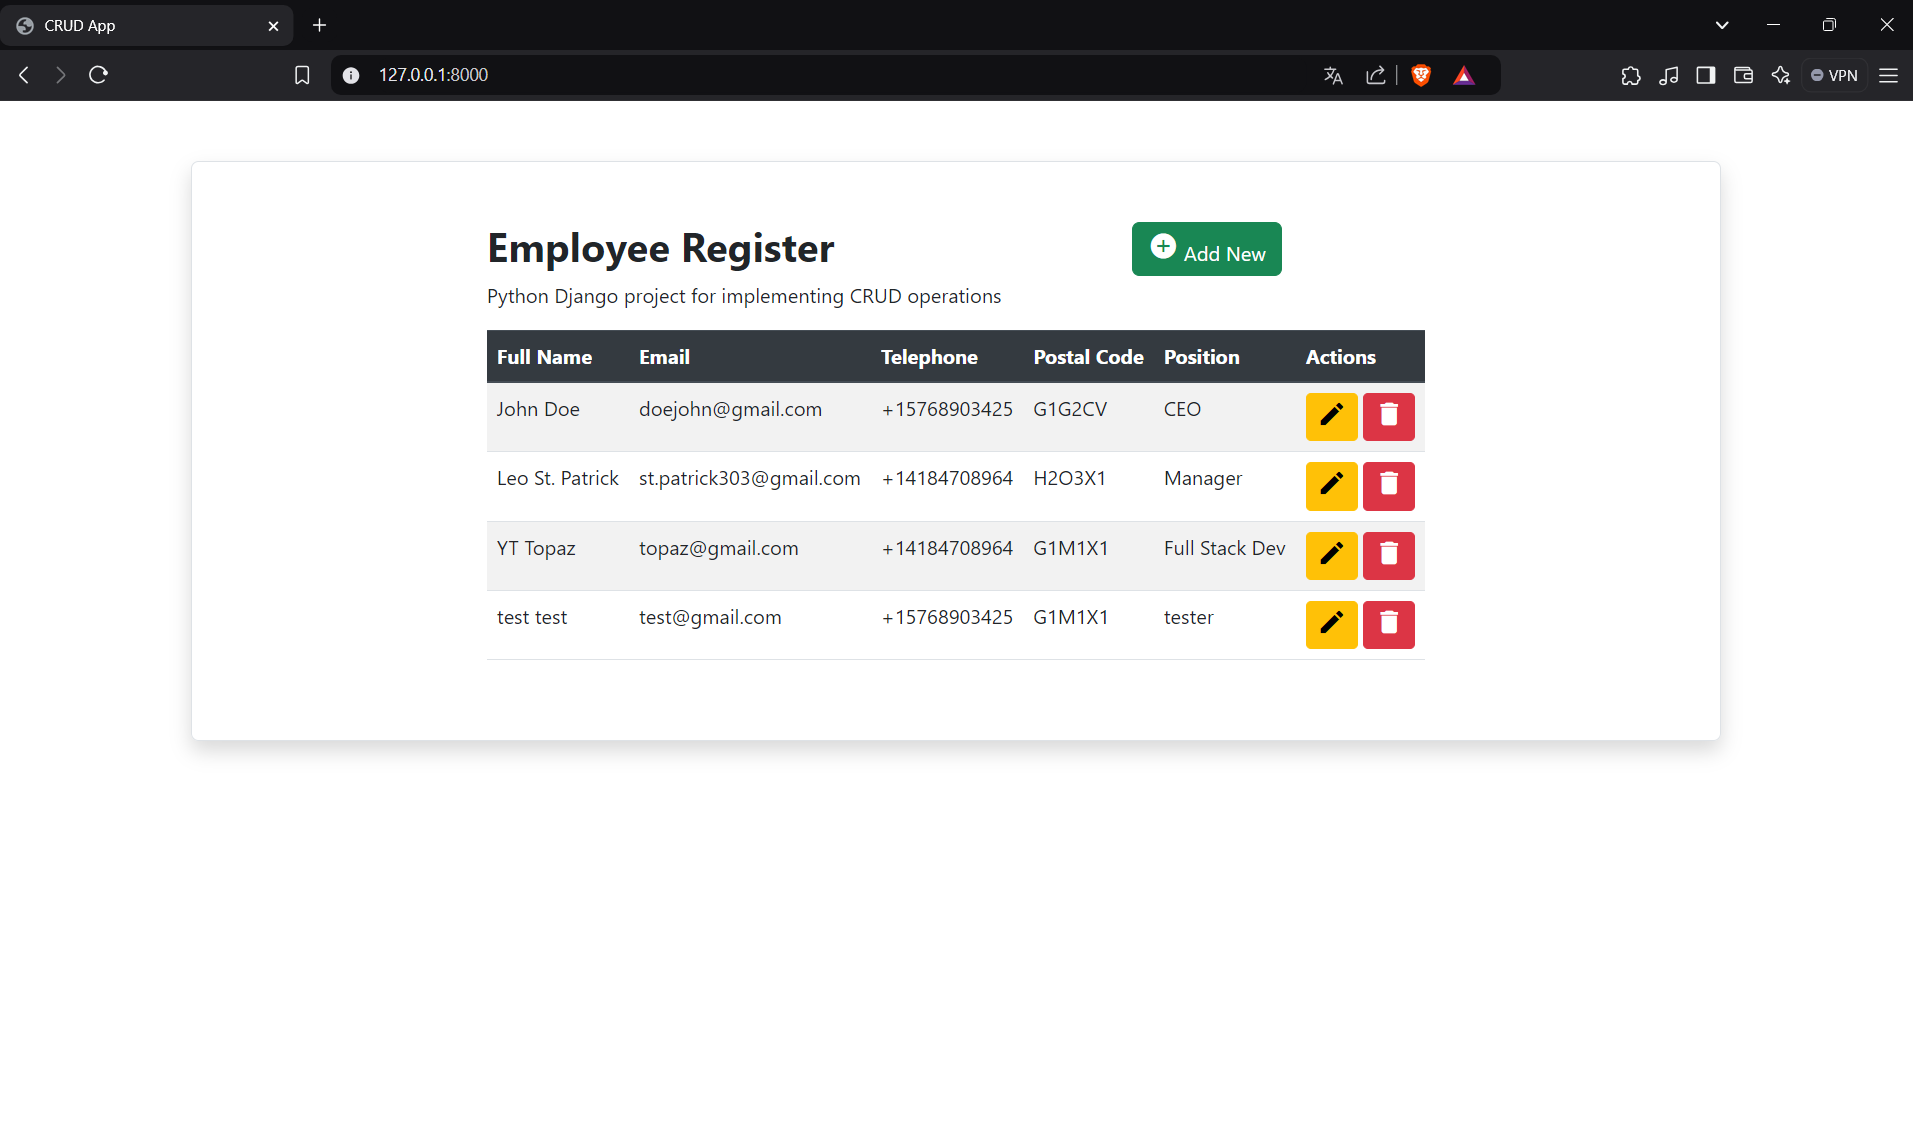 CRUD App
127.0.0.1:8000
VPN
Employee Register
Add New
Python Django project for implementing CRUD operations
Full Name Email Telephone Postal Code Position Actions
John Doe doejohn@gmail.com +15768903425 G1G2CV CEO
Leo St. Patrick st.patrick303@gmail.com +14184708964 H2O3X1 Manager
YT Topaz topaz@gmail.com +14184708964 G1M1X1 Full Stack Dev
test test test@gmail.com +15768903425 G1M1X1 tester